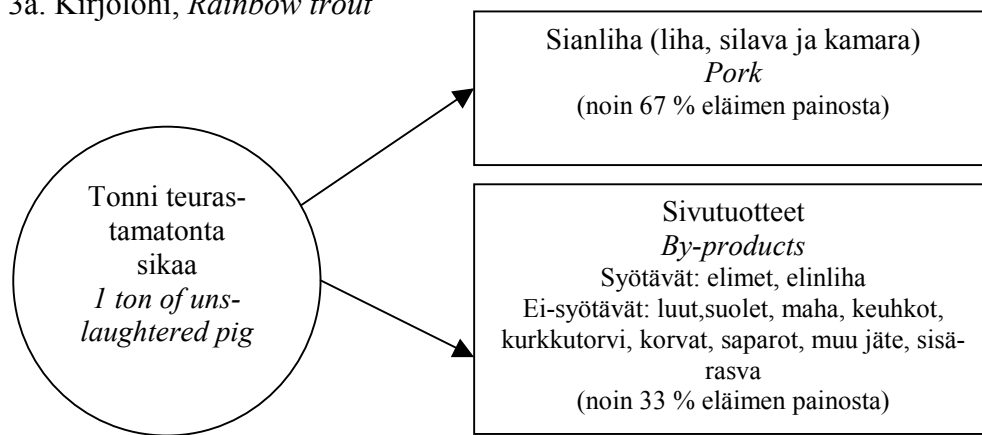 3a. Kirjolohi, Rainbow trout
Sianliha (liha, silava ja kamara)
Pork
(noin 67 % eläimen painosta)
Tonni teuras-
tamatonta
sikaa
1 ton of uns-
laughtered pig
Sivutuotteet
By-products
Syötävät: elimet, elinliha
Ei-syötävät: luut,suolet, maha, keuhkot,
kurkkutorvi, korvat, saparot, muu jäte, sisä-
rasva
(noin 33 % eläimen painosta)